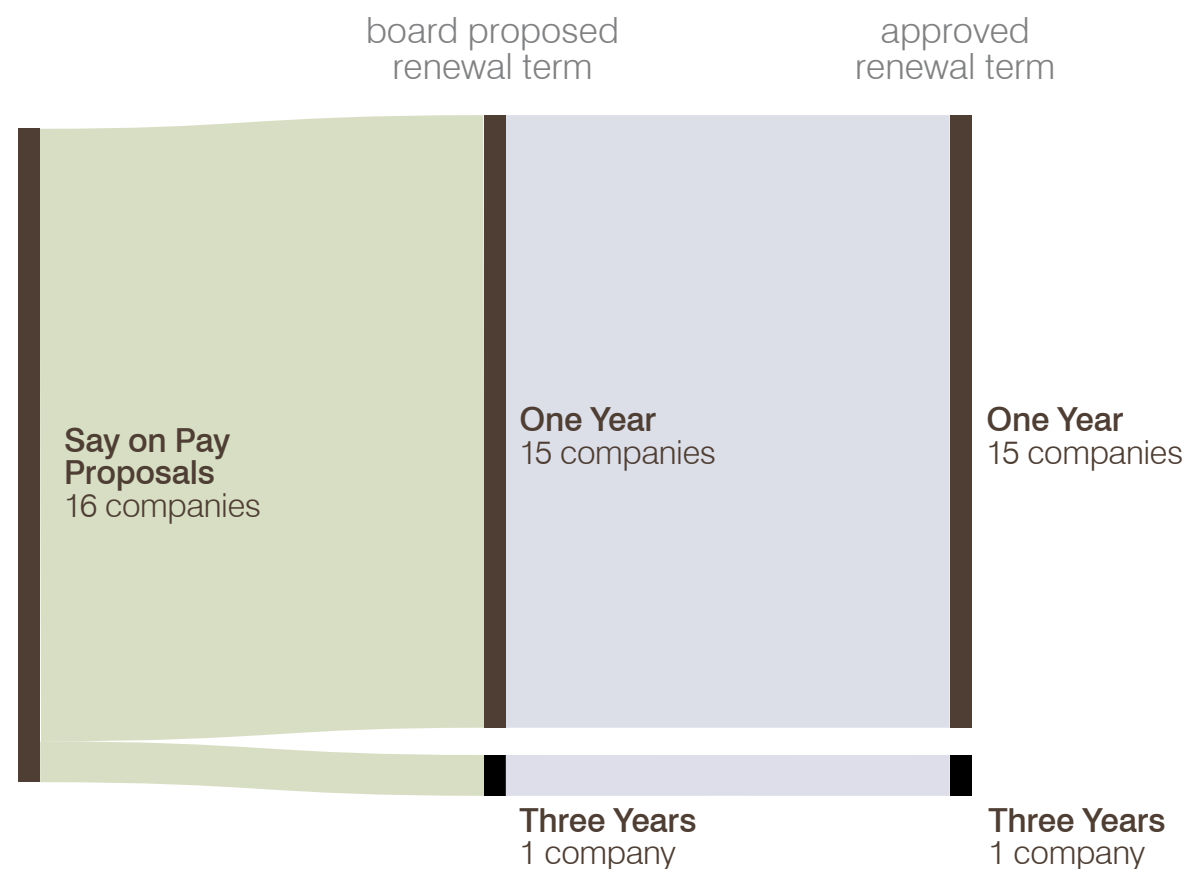 board proposed
renewal term
approved
renewal term
Say on Pay
Proposals
16 companies
One Year
15 companies
One Year
15 companies
Three Years
1 company
Three Years
1 company